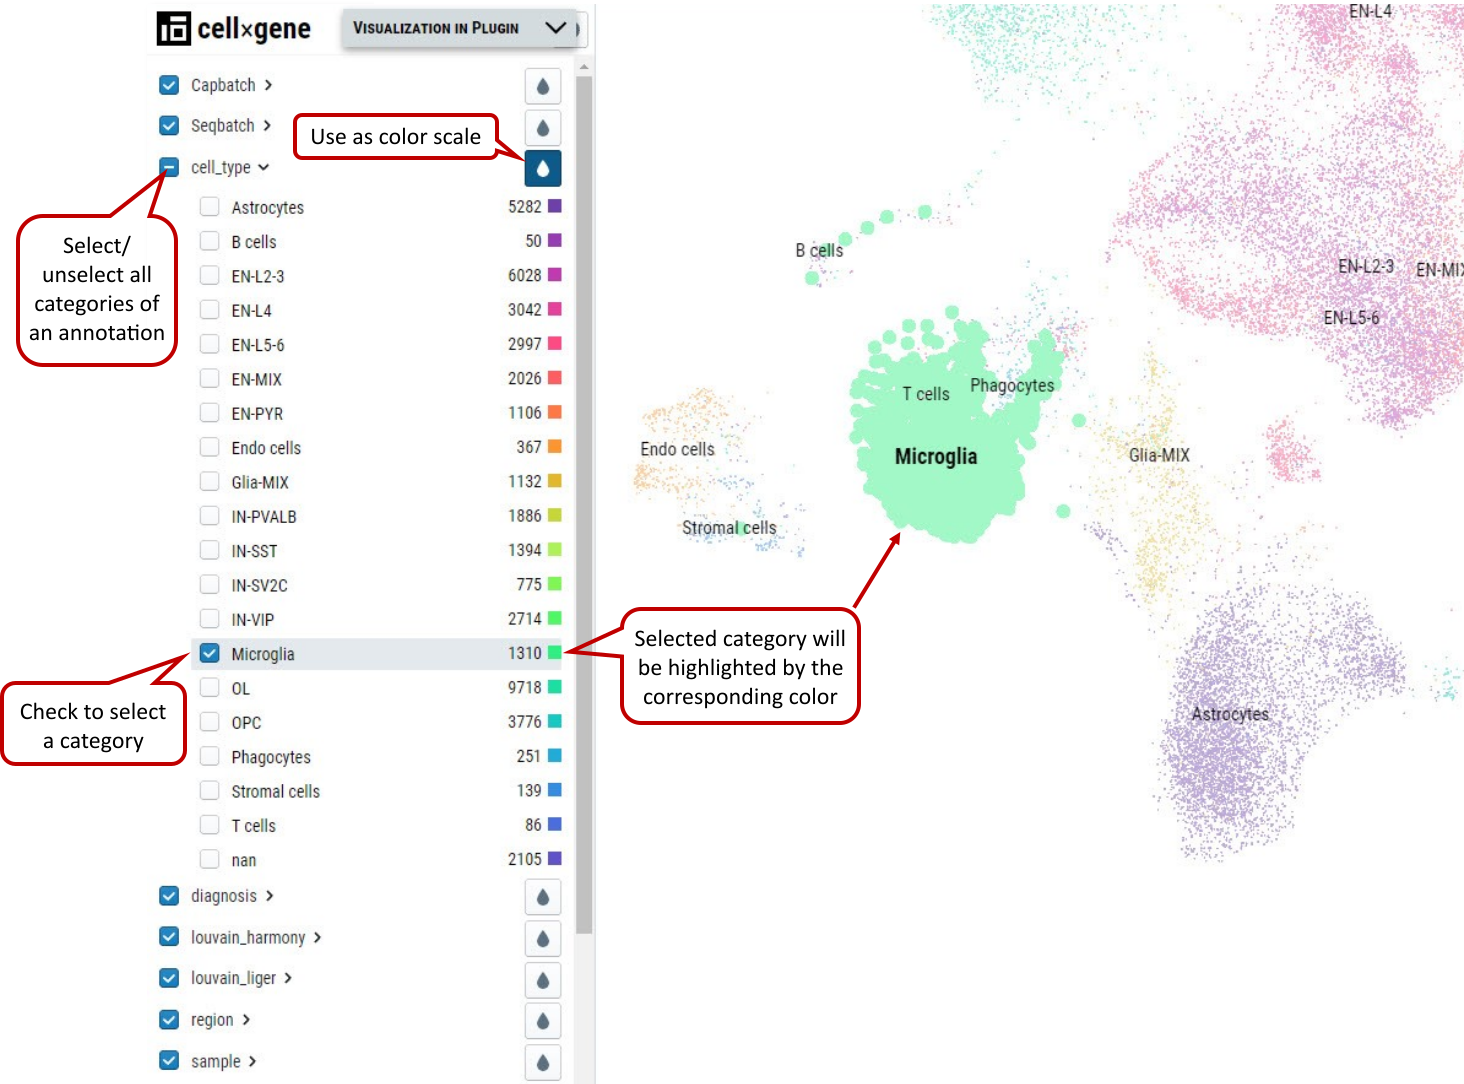 cell×gene
VISUALIZATION IN PLUGIN
Capbatch
Seqbatch
Use as color scale
cell_type
Astrocytes 5282
B cells 50
EN-L2-3 6028
EN-L4 3042
EN-L5-6 2997
EN-MIX 2026
EN-PYR 1106
Endo cells 367
Glia-MIX 1132
IN-PVALB 1886
IN-SST 1394
IN-SV2C 775
IN-VIP 2714
Microglia 1310
OL 9718
OPC 3776
Phagocytes 251
Stromal cells 139
T cells 86
nan 2105
diagnosis
louvain_harmony
louvain_liger
region
sample
Select/
unselect all
categories of
an annotation
Check to select
a category
Selected category will
be highlighted by the
corresponding color
EN-L4
B cells
EN-L2-3
EN-MIX
EN-L5-6
T cells
Phagocytes
Endo cells
Microglia
Glia-MIX
Stromal cells
Astrocytes